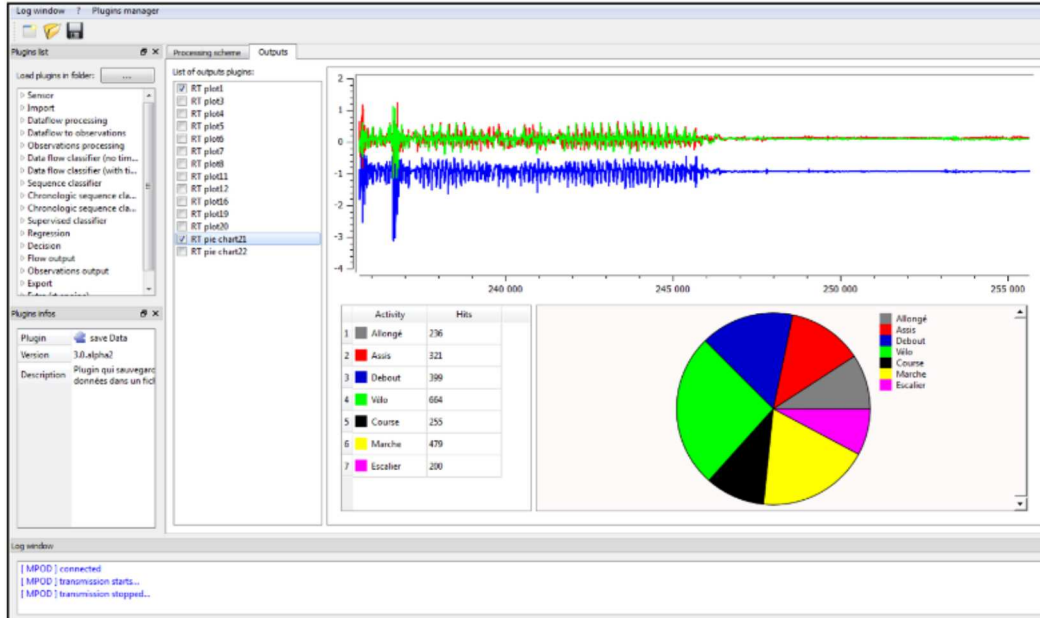 Log window ? Plugins manager
Plugins list
Load plugins in folder: ...
Sensor
Import
Dataflow processing
Dataflow to observations
Observations processing
Data flow classifier (no tim...
Data flow classifier (with ti...
Sequence classifier
Chronologic sequence cla...
Chronologic sequence cla...
Supervised classifier
Regression
Decision
Flow output
Observations output
Export
Plugins infos
Plugin save Data
Version 3.0.alpha2
Description Plugin qui sauvegard
données dans un fich
Processing scheme Outputs
List of outputs plugins:
RT plot1
RT plot3
RT plot4
RT plot5
RT plot6
RT plot7
RT plot8
RT plot11
RT plot12
RT plot16
RT plot19
RT plot20
RT pie chart21
RT pie chart22
2
1
0
-1
-2
-3
-4
240 000 245 000 250 000 255 000
Activity Hits
1 Allongé 236
2 Assis 321
3 Debout 399
4 Vélo 664
5 Course 255
6 Marche 479
7 Escalier 200
Allongé
Assis
Debout
Vélo
Course
Marche
Escalier
Log window
[ MPOD ] connected
[ MPOD ] transmission starts...
[ MPOD ] transmission stopped...